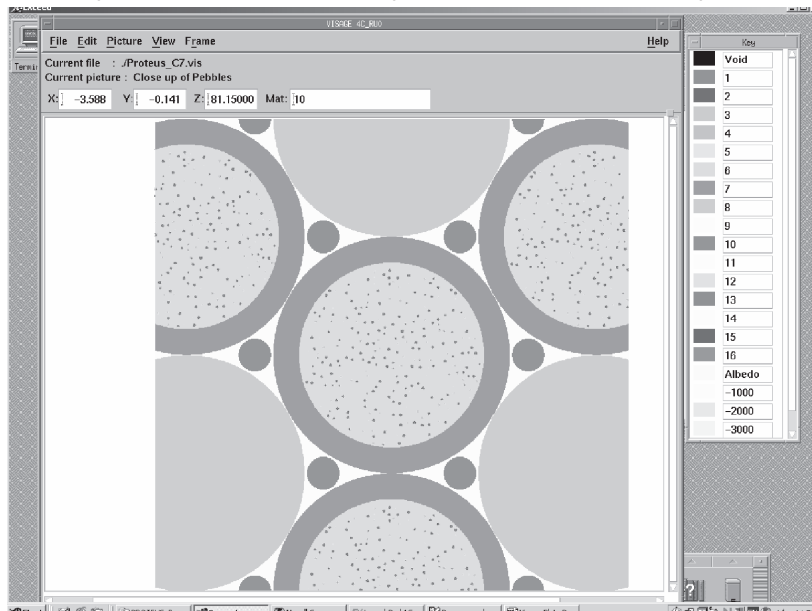 VISAGE 4C_RUO
File Edit Picture View Frame Help
Current file : ./Proteus_C7.vis
Current picture : Close up of Pebbles
X: -3.588 Y: -0.141 Z: 81.15000 Mat: 10
Key
Void
1
2
3
4
5
6
7
8
9
10
11
12
13
14
15
16
Albedo
-1000
-2000
-3000